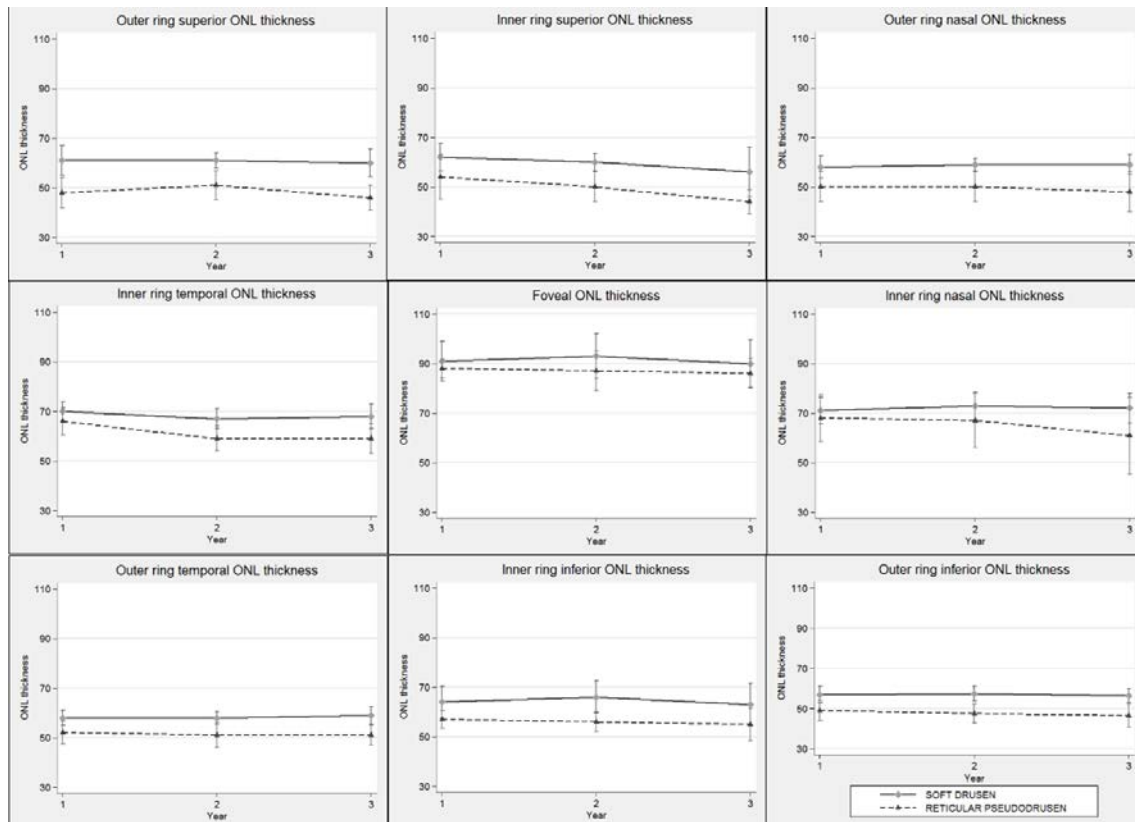 Outer ring superior ONL thickness
110
90
70
50
30
ONL thickness
1
2
3
Year
Inner ring superior ONL thickness
110
90
70
50
30
ONL thickness
1
2
3
Year
Outer ring nasal ONL thickness
110
90
70
50
30
ONL thickness
1
2
3
Year
Inner ring temporal ONL thickness
110
90
70
50
30
ONL thickness
1
2
3
Year
Foveal ONL thickness
110
90
70
50
30
ONL thickness
1
2
3
Year
Inner ring nasal ONL thickness
110
90
70
50
30
ONL thickness
1
2
3
Year
Outer ring temporal ONL thickness
110
90
70
50
30
ONL thickness
1
2
3
Year
Inner ring inferior ONL thickness
110
90
70
50
30
ONL thickness
1
2
3
Year
Outer ring inferior ONL thickness
110
90
70
50
30
ONL thickness
1
2
3
Year
SOFT DRUSEN
RETICULAR PSEUDODRUSEN